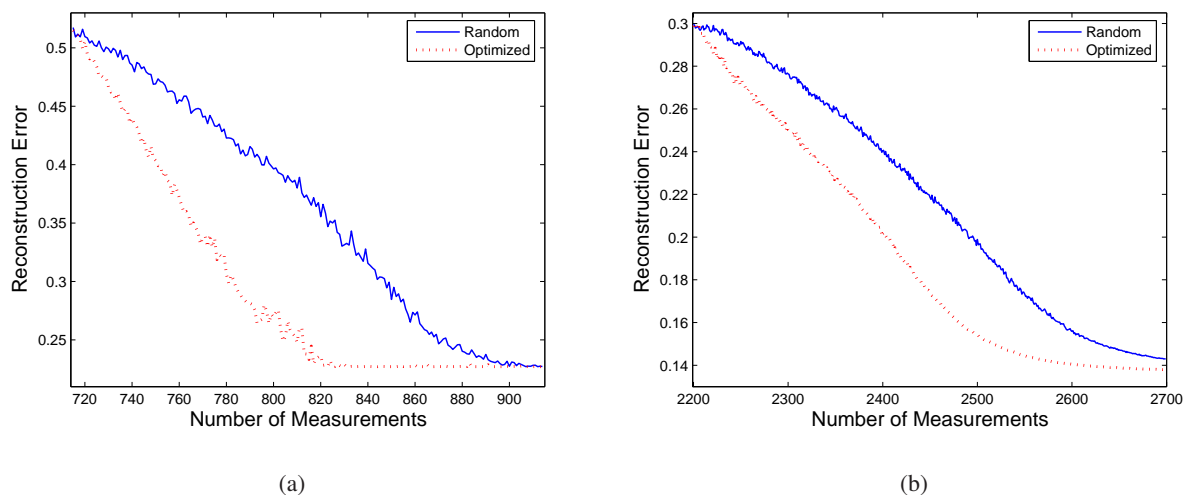 Random
Optimized
0.5
0.45
0.4
0.35
0.3
0.25
Reconstruction Error
720 740 760 780 800 820 840 860 880 900
Number of Measurements
(a)
Random
Optimized
0.3
0.28
0.26
0.24
0.22
0.2
0.18
0.16
0.14
Reconstruction Error
2200 2300 2400 2500 2600 2700
Number of Measurements
(b)